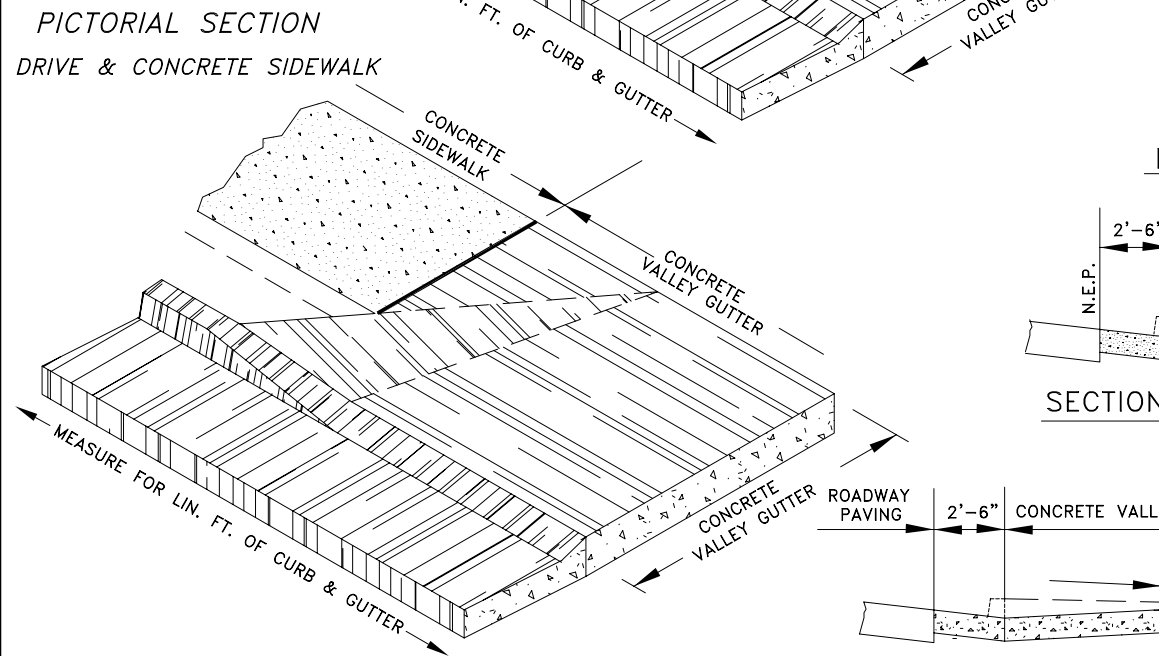 PICTORIAL SECTION
DRIVE & CONCRETE SIDEWALK
FT. OF CURB & GUTTER
VALLEY
CONCRETE
SIDEWALK
CONCRETE
VALLEY GUTTER
MEASURE FOR LIN. FT. OF CURB & GUTTER
CONCRETE
VALLEY GUTTER
2'-6"
N.E.P.
SECTION
ROADWAY
PAVING
2'-6"
CONCRETE VALL